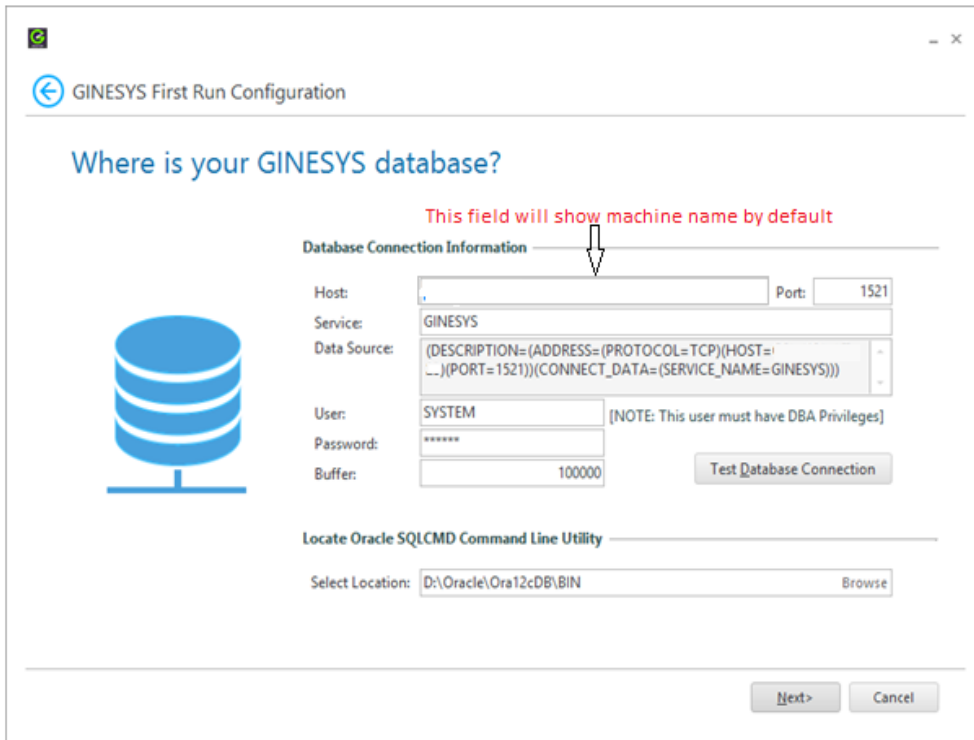 GINESYS First Run Configuration
Where is your GINESYS database?
This field will show machine name by default
Database Connection Information
Host: Port: 1521
Service: GINESYS
Data Source: (DESCRIPTION=(ADDRESS=(PROTOCOL=TCP)(HOST=
)(PORT=1521))(CONNECT_DATA=(SERVICE_NAME=GINESYS)))
User: SYSTEM [NOTE: This user must have DBA Privileges]
Password: ******
Buffer: 100000 Test Database Connection
Locate Oracle SQLCMD Command Line Utility
Select Location: D:\Oracle\Ora12cDB\BIN Browse
Next> Cancel